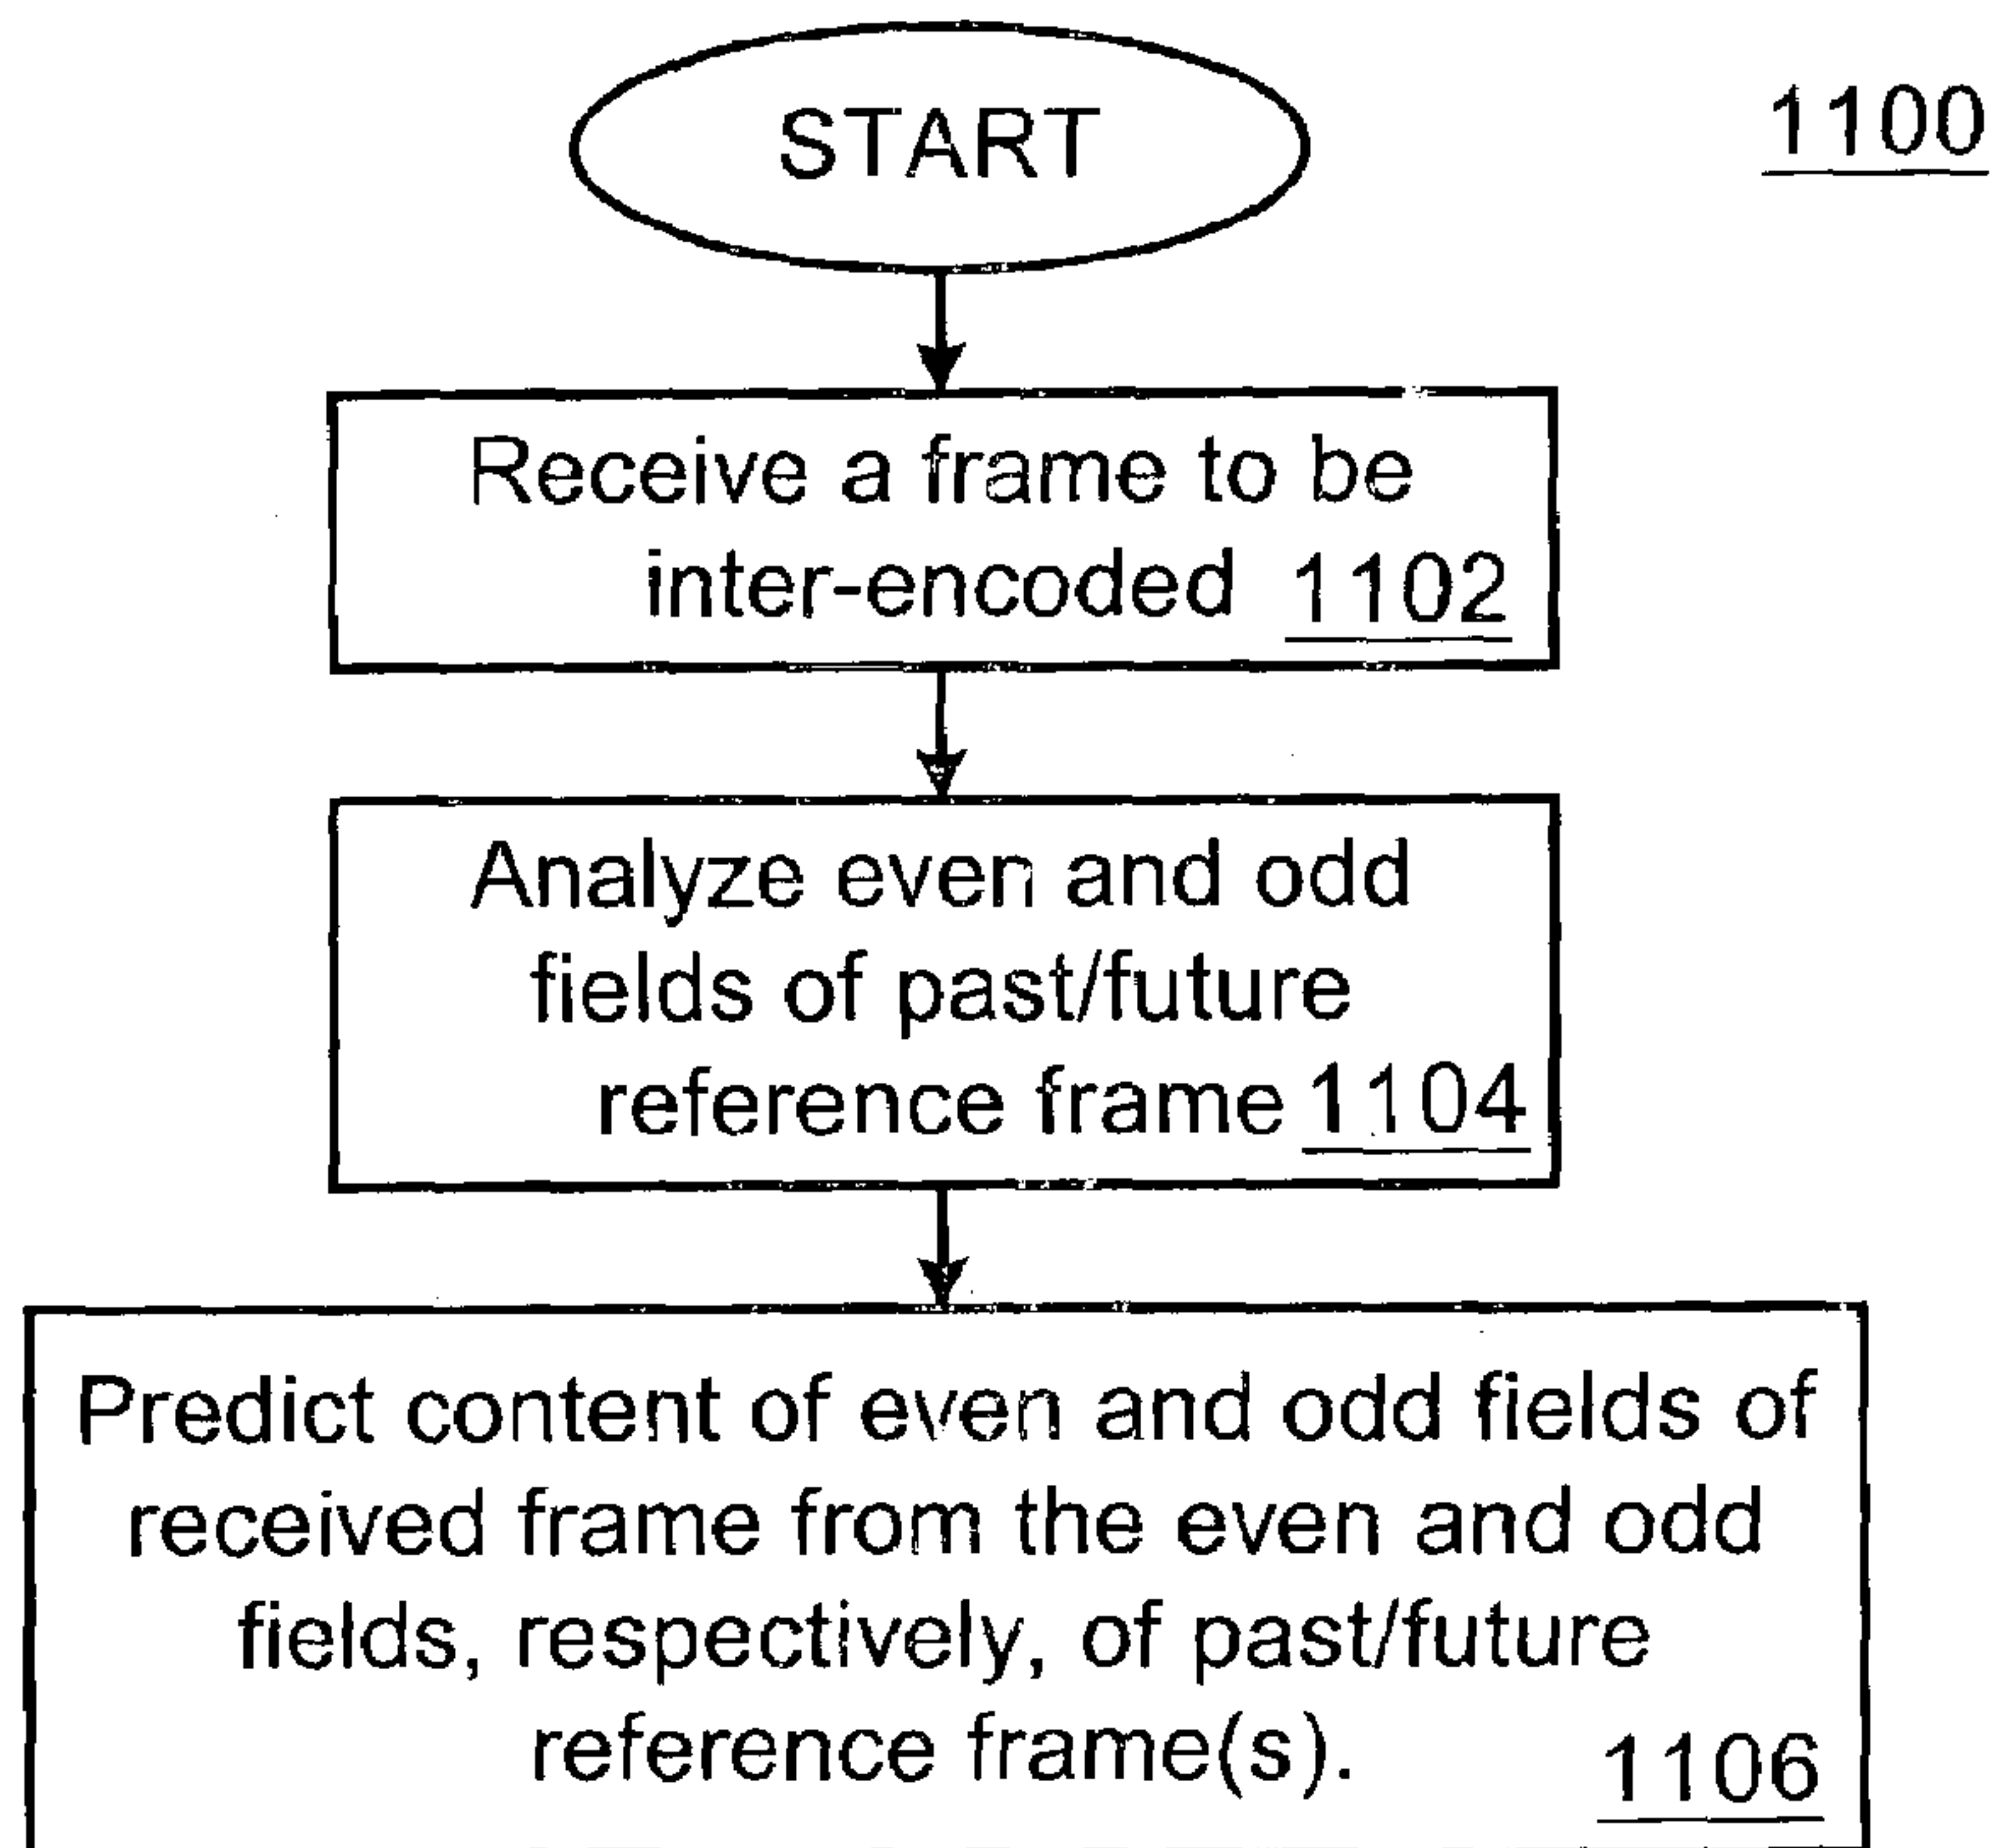 START
1100
Receive a frame to be
inter-encoded 1102
Analyze even and odd
fields of past/future
reference frame 1104
Predict content of even and odd fields of
received frame from the even and odd
fields, respectively, of past/future
reference frame(s).
1106